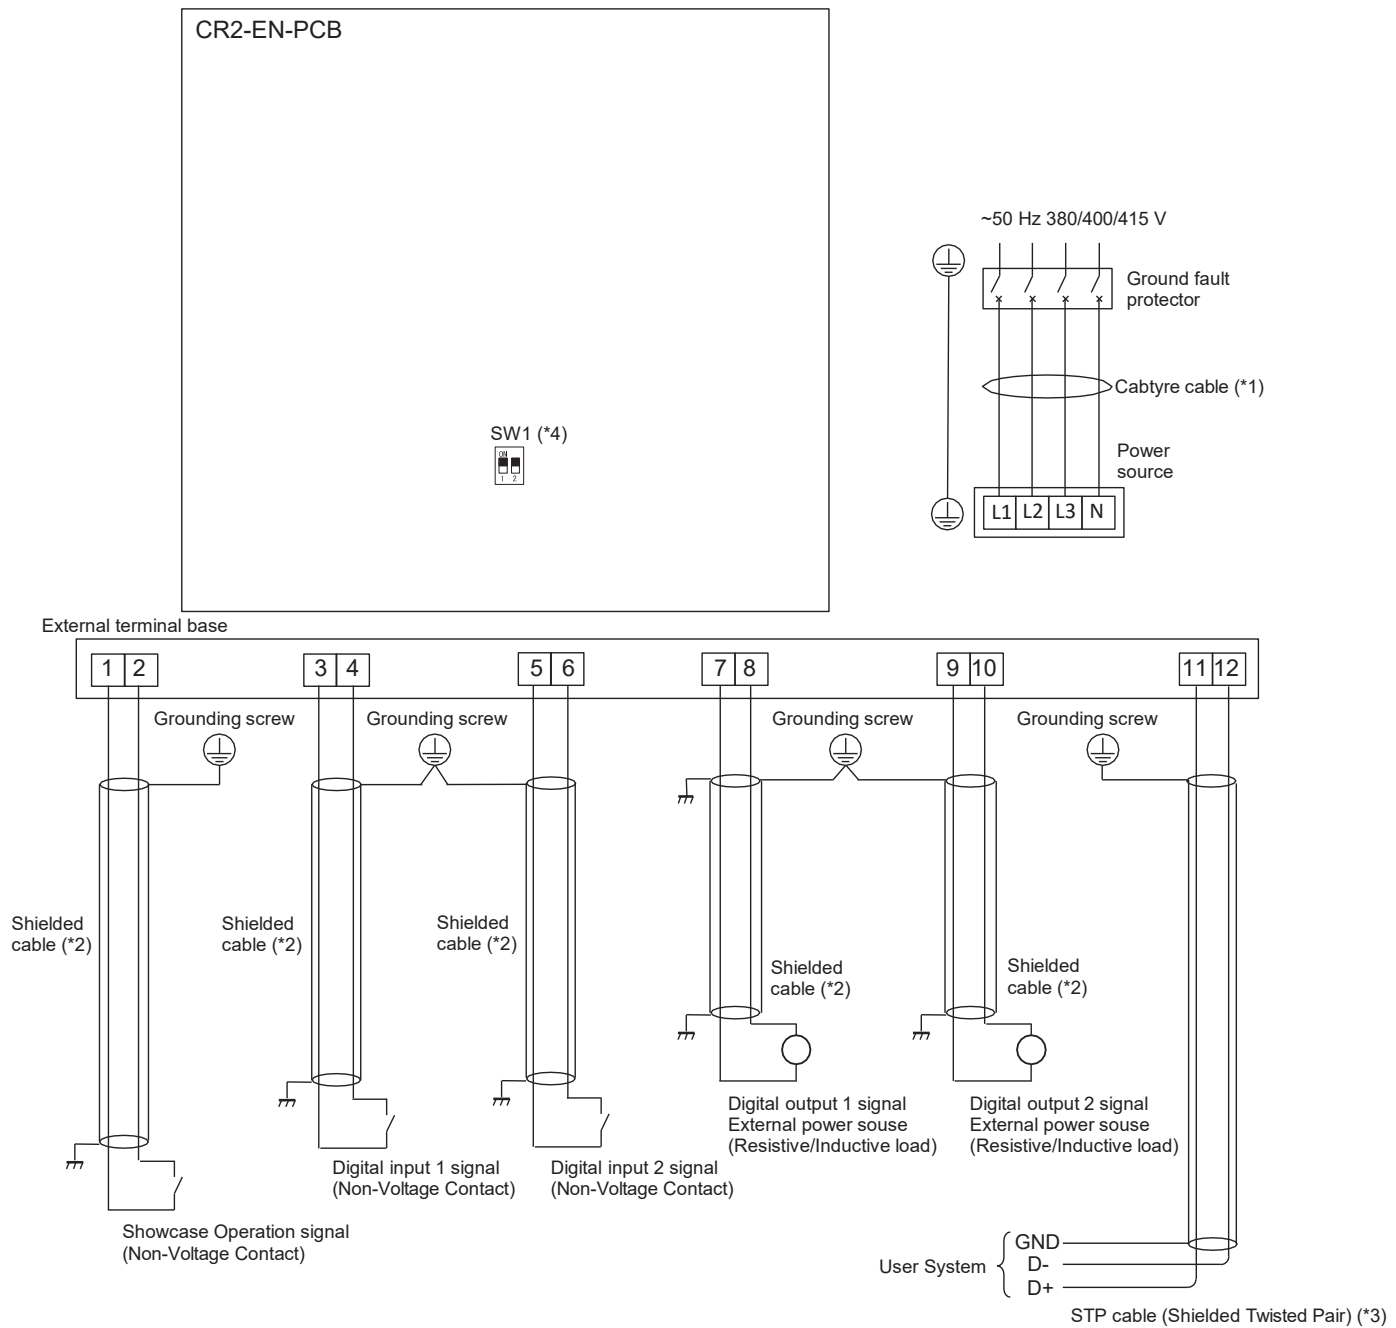 CR2-EN-PCB
~50 Hz 380/400/415 V
Ground fault
protector
Cabtyre cable (*1)
SW1 (*4)
ON
1 2
Power
source
L1 L2 L3 N
External terminal base
1 2 3 4 5 6 7 8 9 10 11 12
Grounding screw Grounding screw Grounding screw Grounding screw
Shielded
cable (*2)
Shielded
cable (*2)
Shielded
cable (*2)
Shielded
cable (*2)
Shielded
cable (*2)
Digital output 1 signal
External power souse
(Resistive/Inductive load)
Digital output 2 signal
External power souse
(Resistive/Inductive load)
Digital input 1 signal
(Non-Voltage Contact)
Digital input 2 signal
(Non-Voltage Contact)
Showcase Operation signal
(Non-Voltage Contact)
User System
GND
D-
D+
STP cable (Shielded Twisted Pair) (*3)